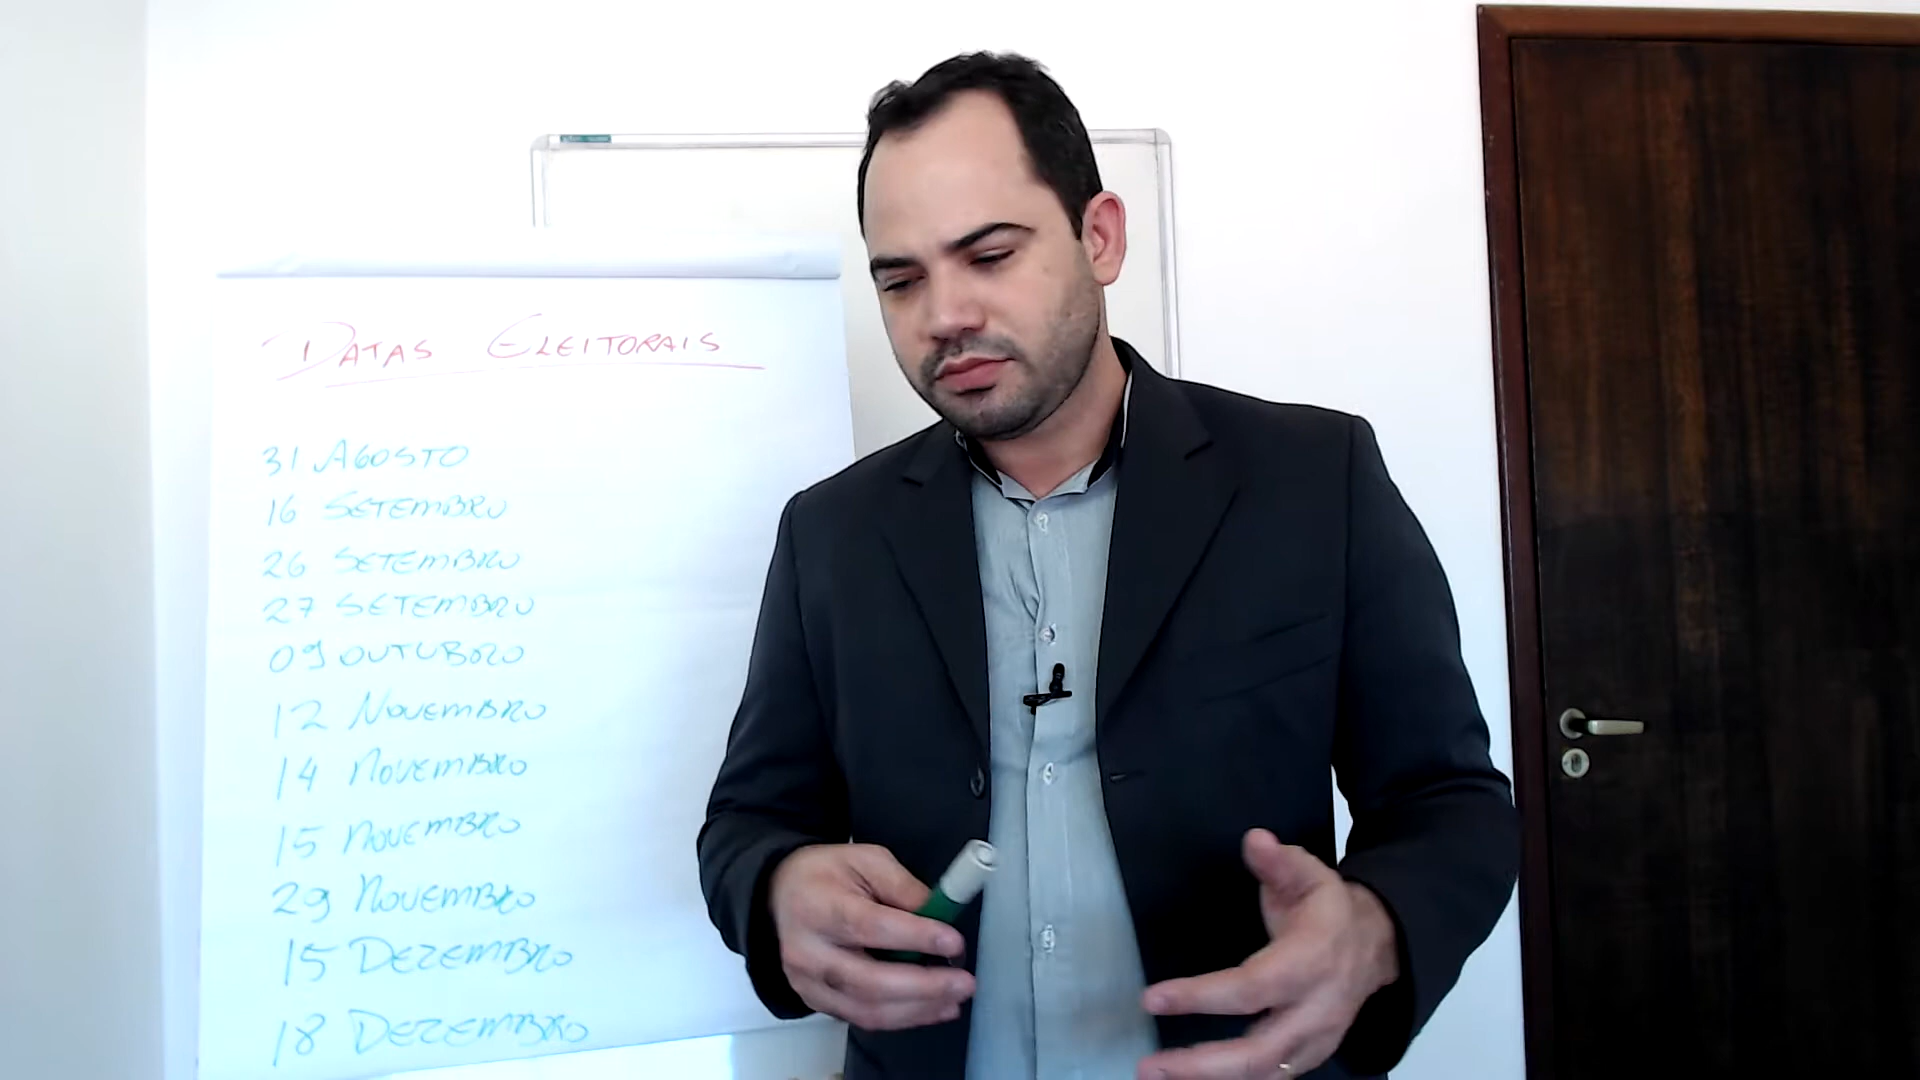 DATAS ELEITORAIS
31 AGOSTO
16 SETEMBRO
26 SETEMBRO
27 SETEMBRO
09 OUTUBRO
12 NOVEMBRO
14 NOVEMBRO
15 NOVEMBRO
29 NOVEMBRO
15 DEZEMBRO
18 DEZEMBRO